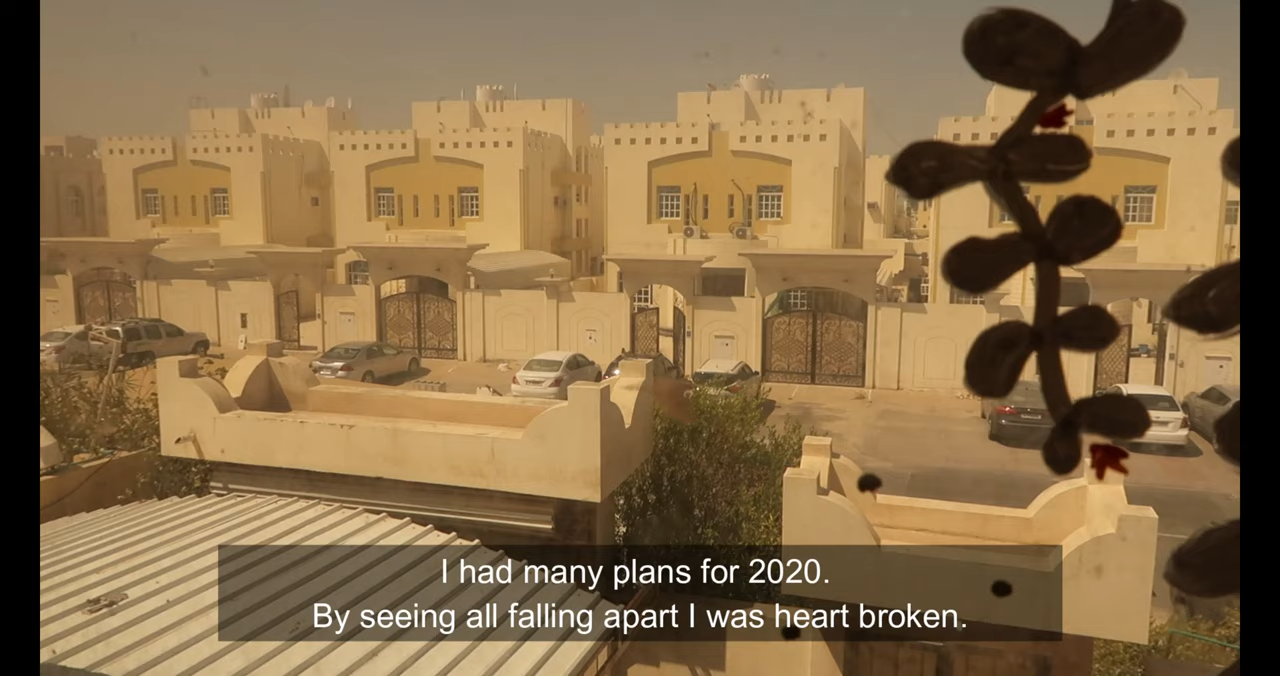 I had many plans for 2020.
By seeing all falling apart I was heart broken.